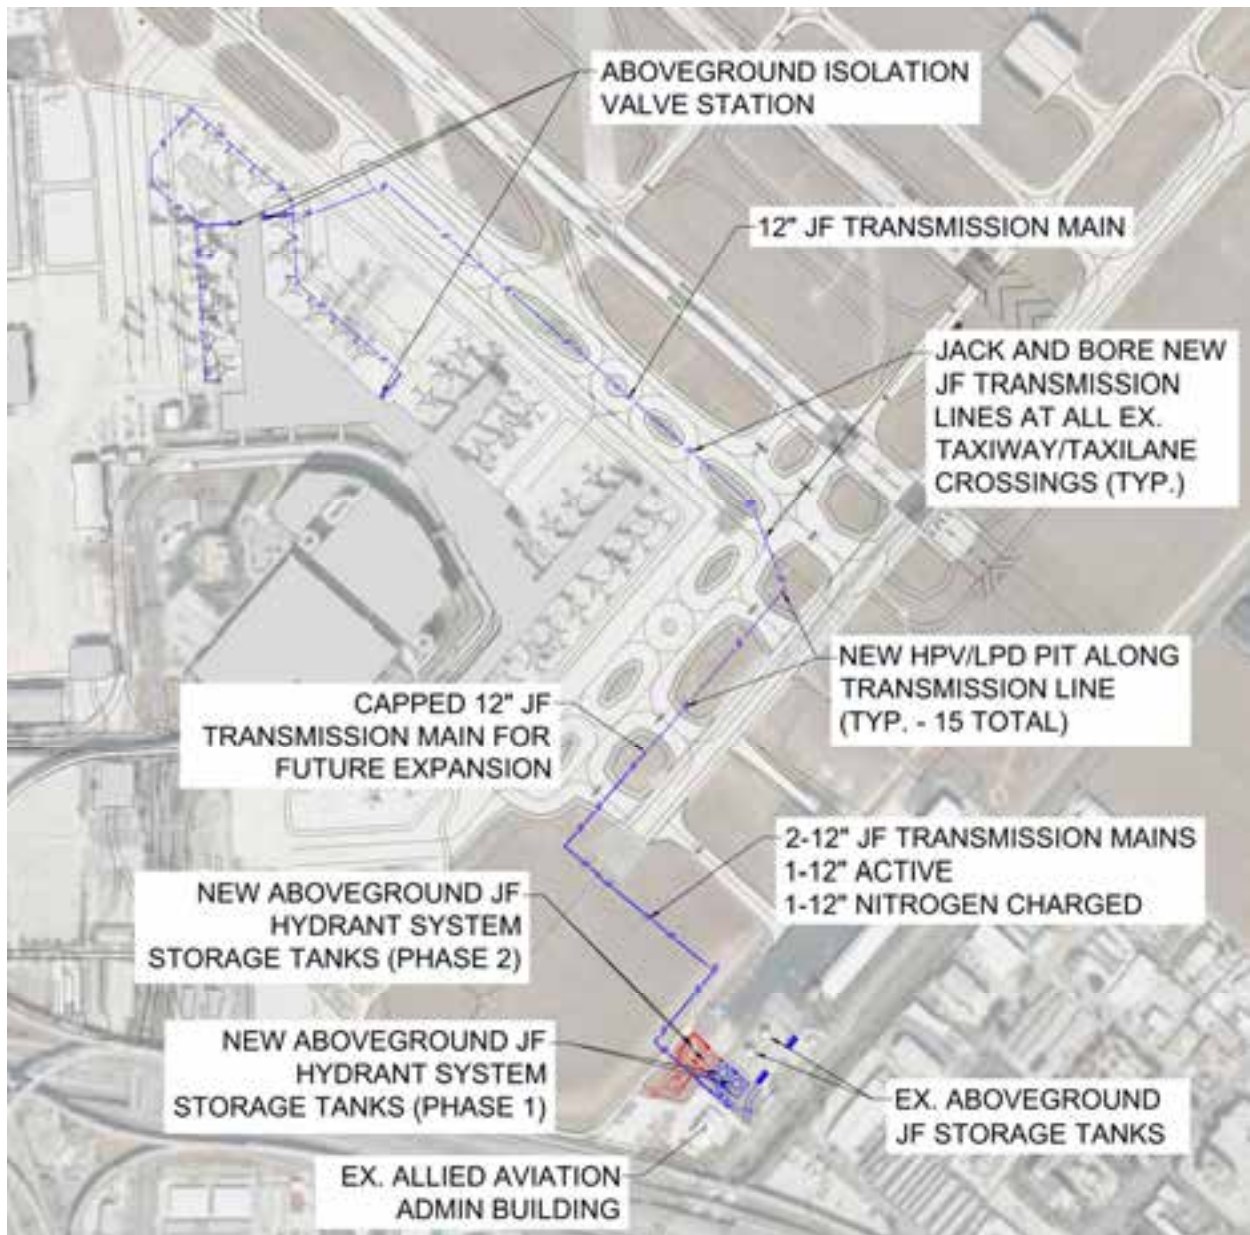 ABOVEGROUND ISOLATION
VALVE STATION
12" JF TRANSMISSION MAIN
JACK AND BORE NEW
JF TRANSMISSION
LINES AT ALL EX.
TAXIWAY/TAXILANE
CROSSINGS (TYP.)
NEW HPV/LPD PIT ALONG
TRANSMISSION LINE
(TYP. - 15 TOTAL)
CAPPED 12" JF
TRANSMISSION MAIN FOR
FUTURE EXPANSION
2-12" JF TRANSMISSION MAINS
1-12" ACTIVE
1-12" NITROGEN CHARGED
NEW ABOVEGROUND JF
HYDRANT SYSTEM
STORAGE TANKS (PHASE 2)
NEW ABOVEGROUND JF
HYDRANT SYSTEM
STORAGE TANKS (PHASE 1)
EX. ABOVEGROUND
JF STORAGE TANKS
EX. ALLIED AVIATION
ADMIN BUILDING